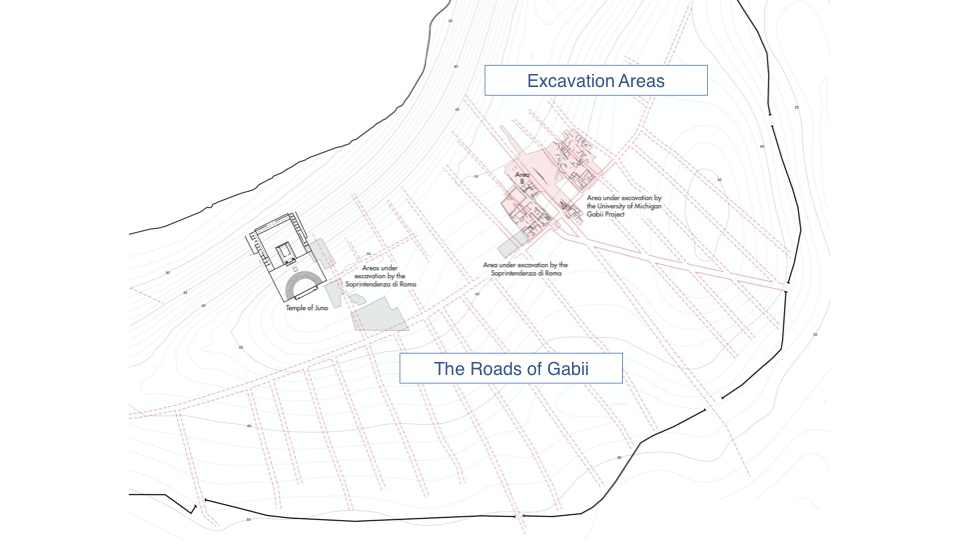 Excavation Areas
Area
B
Area under excavation by
the University of Michigan
Gabii Project
Area under excavation by the
Soprintendenza di Roma
Areas under
excavation by the
Soprintendenza di Roma
Temple of Juno
The Roads of Gabii